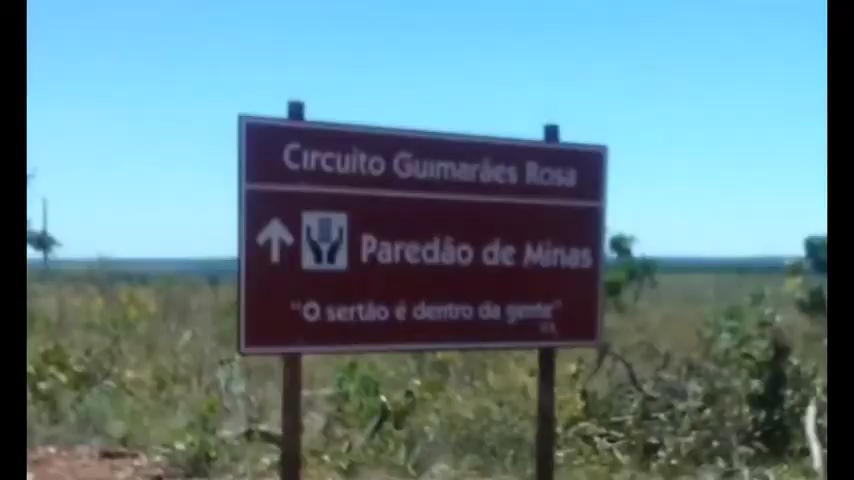 Circuito Guimarães Rosa
Paredão de Minas
"O sertão é dentro da gente"